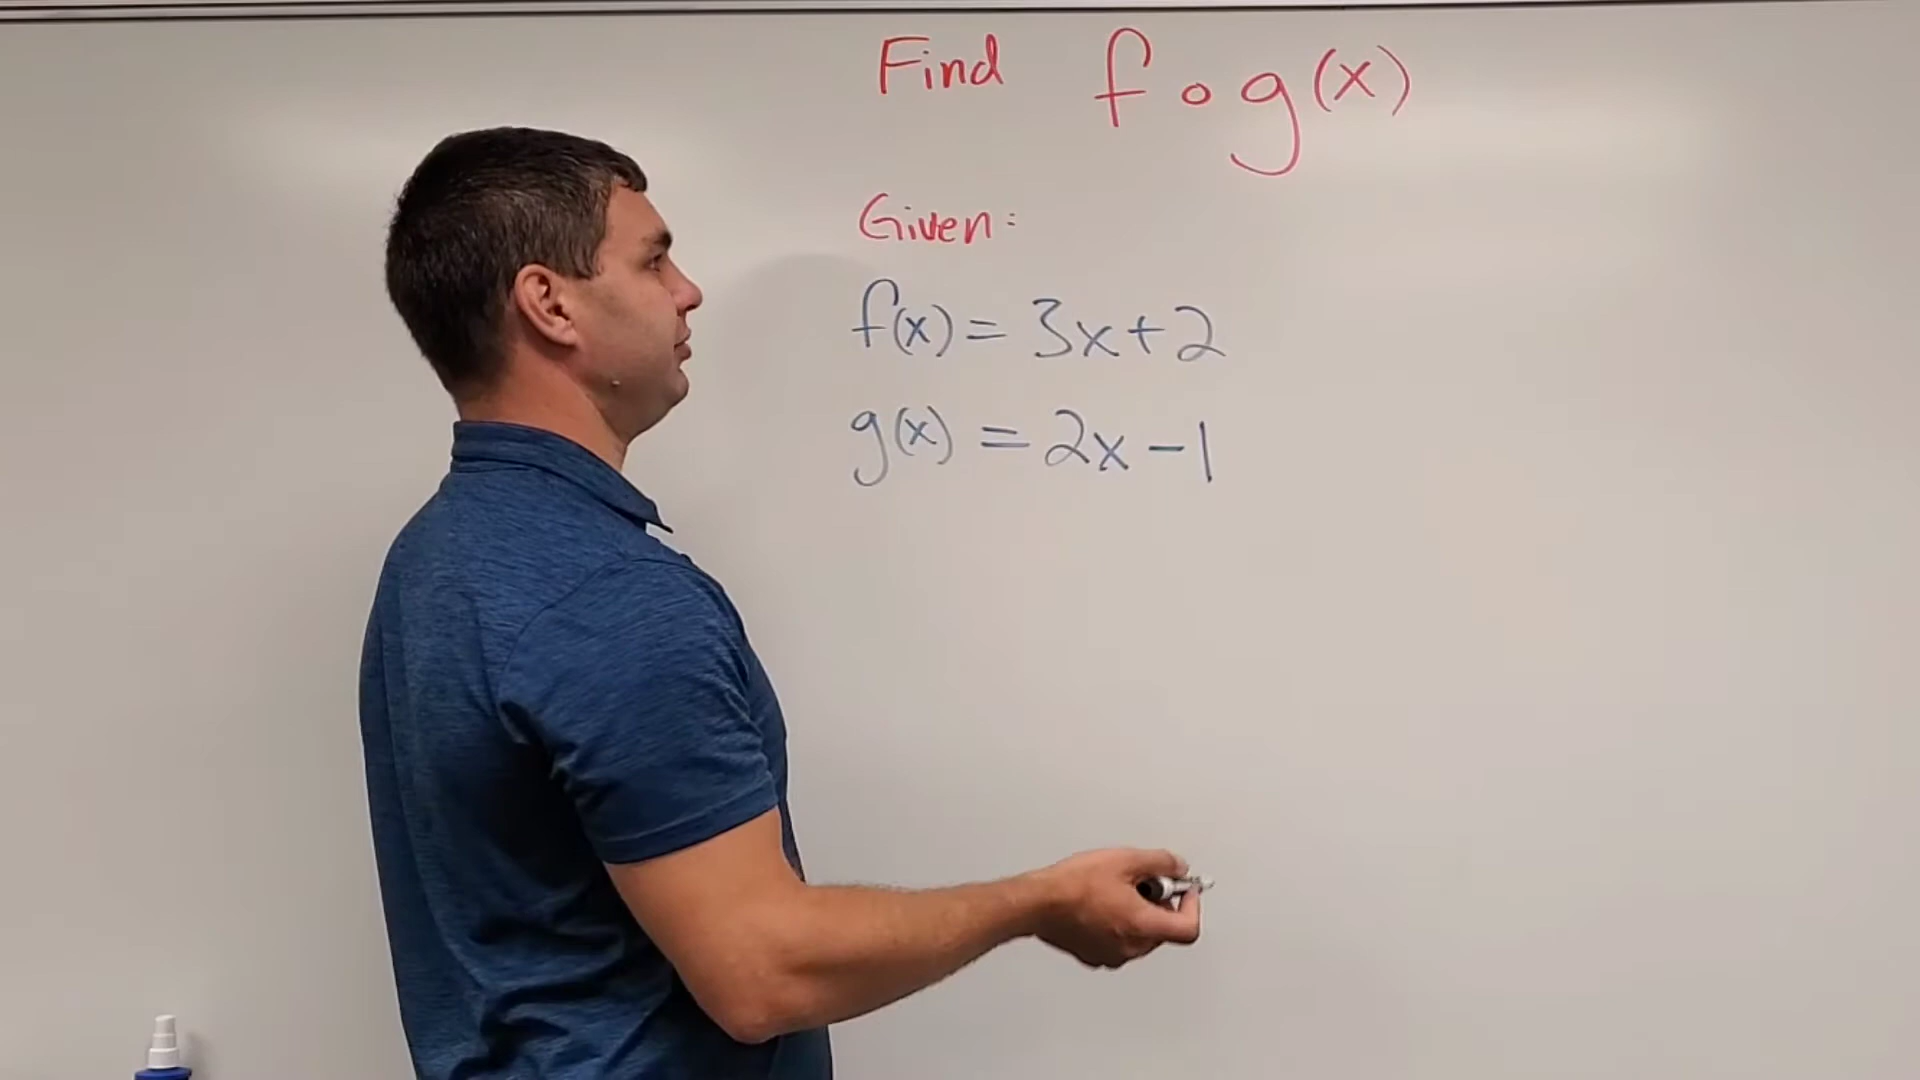 Find f∘g(x)
Given:
f(x) = 3x+2
g(x) = 2x-1